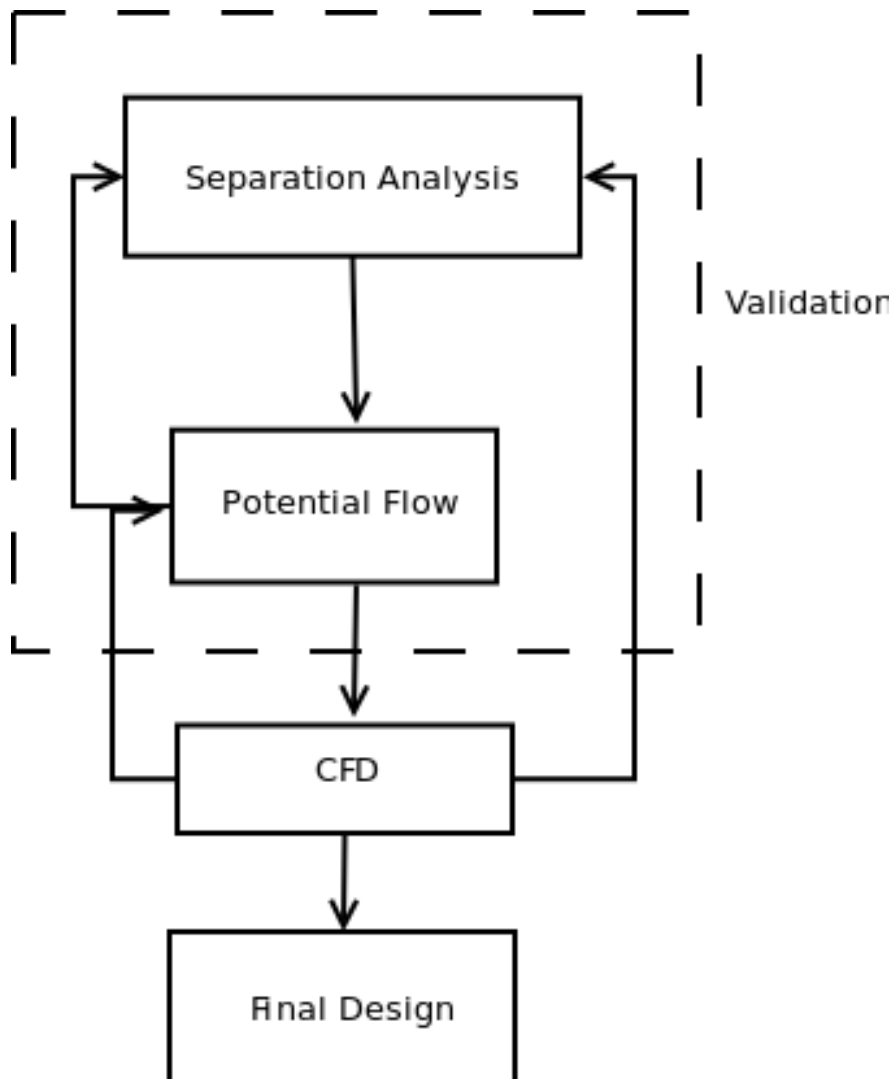 Separation Analysis
Validation
Potential Flow
CFD
Final Design